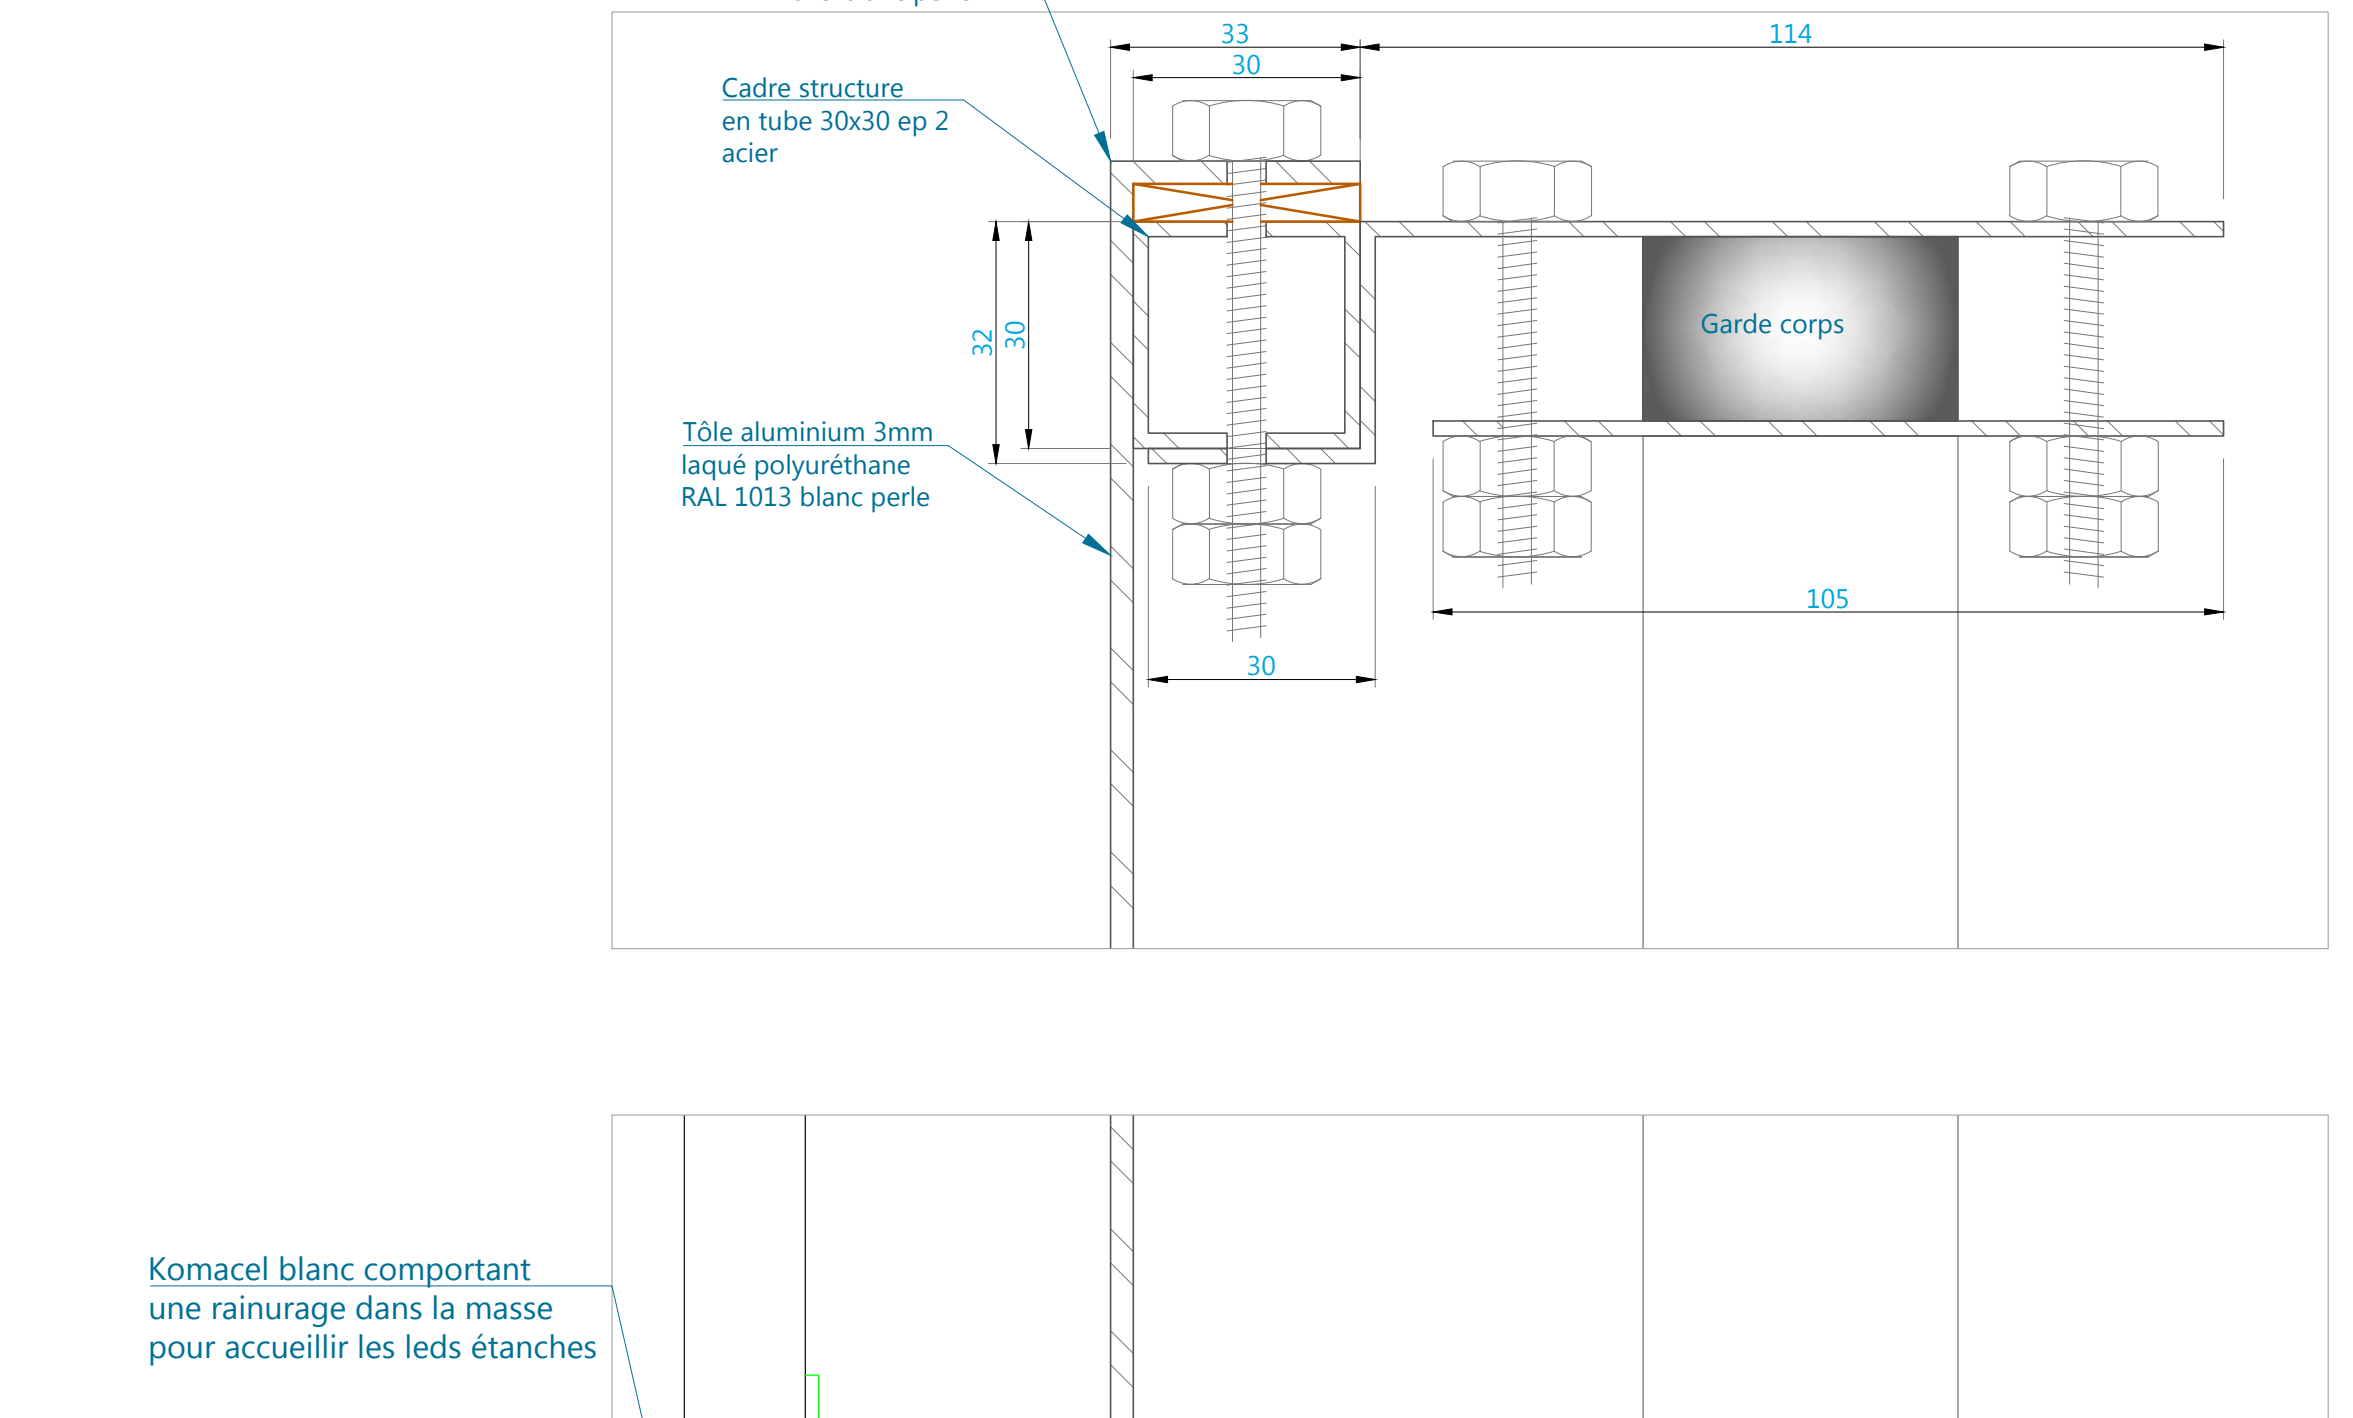 33
114
30
Cadre structure
en tube 30x30 ep 2
acier
Garde corps
32
30
Tôle aluminium 3mm
laqué polyuréthane
RAL 1013 blanc perle
105
30
Komacel blanc comportant
une rainurage dans la masse
pour accueillir les leds étanches